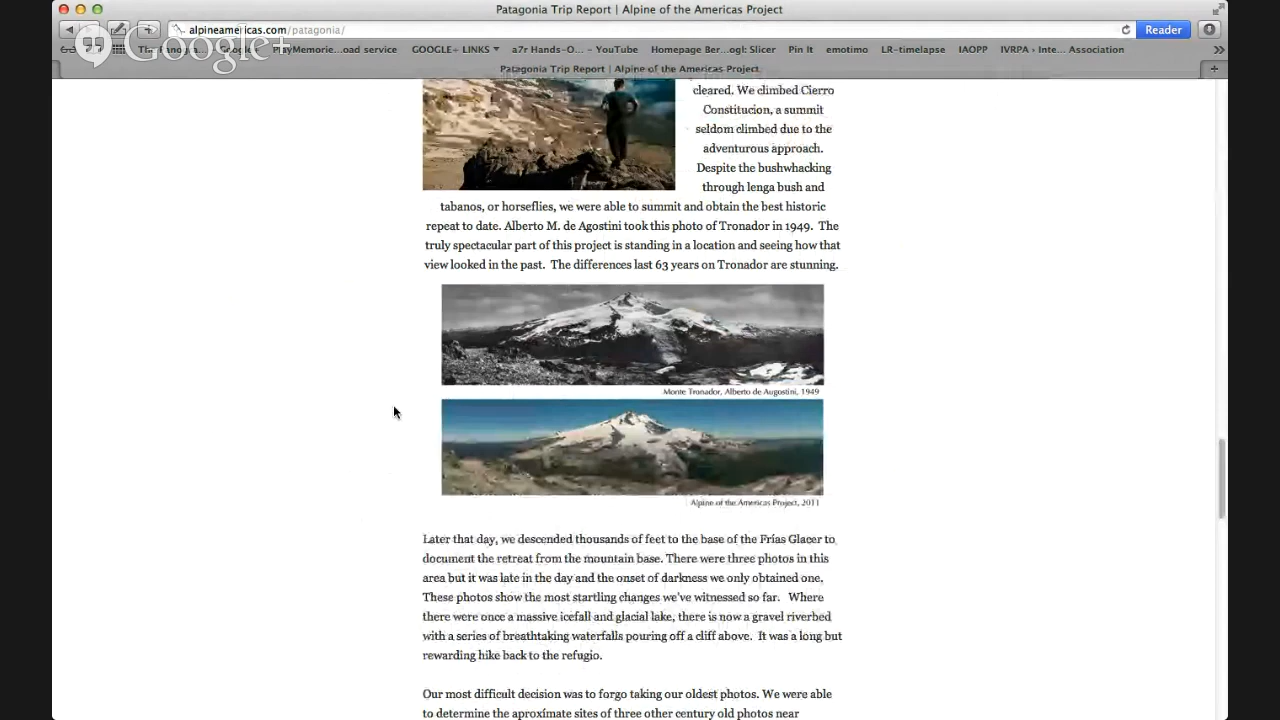 Patagonia Trip Report | Alpine of the Americas Project
alpineamericas.com/patagonia/
Reader
Google+
MyMemorie...oad service
GOOGLE+ LINKS
a7r Hands-O... – YouTube
Homepage Ber...ogl: Slicer
Pin It
emotimo
LR-timelapse
IAOPP
IVRPA › Inte... Association
Patagonia Trip Report | Alpine of the Americas Project
cleared. We climbed Cierro
Constitucion, a summit
seldom climbed due to the
adventurous approach.
Despite the bushwhacking
through lenga bush and
tabanos, or horseflies, we were able to summit and obtain the best historic
repeat to date. Alberto M. de Agostini took this photo of Tronador in 1949. The
truly spectacular part of this project is standing in a location and seeing how that
view looked in the past. The differences last 63 years on Tronador are stunning.
Monte Tronador, Alberto de Augostini, 1949
Alpine of the Americas Project, 2011
Later that day, we descended thousands of feet to the base of the Frías Glacer to
document the retreat from the mountain base. There were three photos in this
area but it was late in the day and the onset of darkness we only obtained one.
These photos show the most startling changes we've witnessed so far. Where
there were once a massive icefall and glacial lake, there is now a gravel riverbed
with a series of breathtaking waterfalls pouring off a cliff above. It was a long but
rewarding hike back to the refugio.
Our most difficult decision was to forgo taking our oldest photos. We were able
to determine the aproximate sites of three other century old photos near